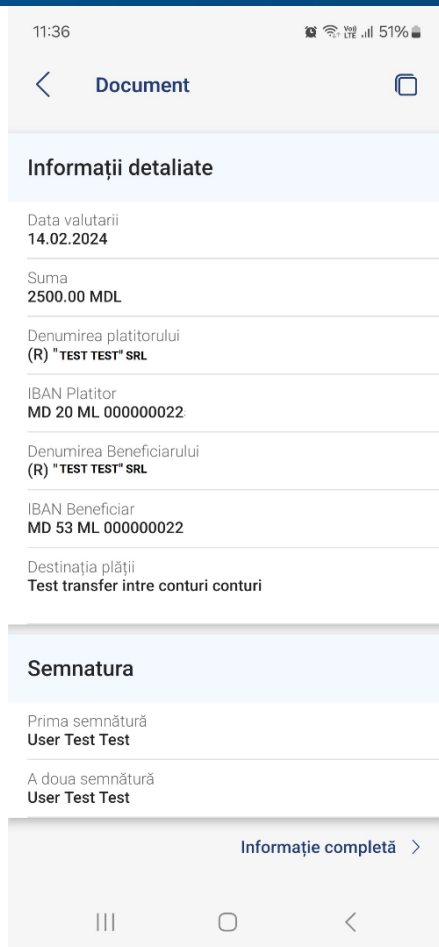 11:36 Vo)) LTE 51%
Document
Informații detaliate
Data valutarii
14.02.2024
Suma
2500.00 MDL
Denumirea platitorului
(R) "TEST TEST" SRL
IBAN Platitor
MD 20 ML 000000022
Denumirea Beneficiarului
(R) "TEST TEST" SRL
IBAN Beneficiar
MD 53 ML 000000022
Destinația plății
Test transfer intre conturi conturi
Semnatura
Prima semnătură
User Test Test
A doua semnătură
User Test Test
Informație completă